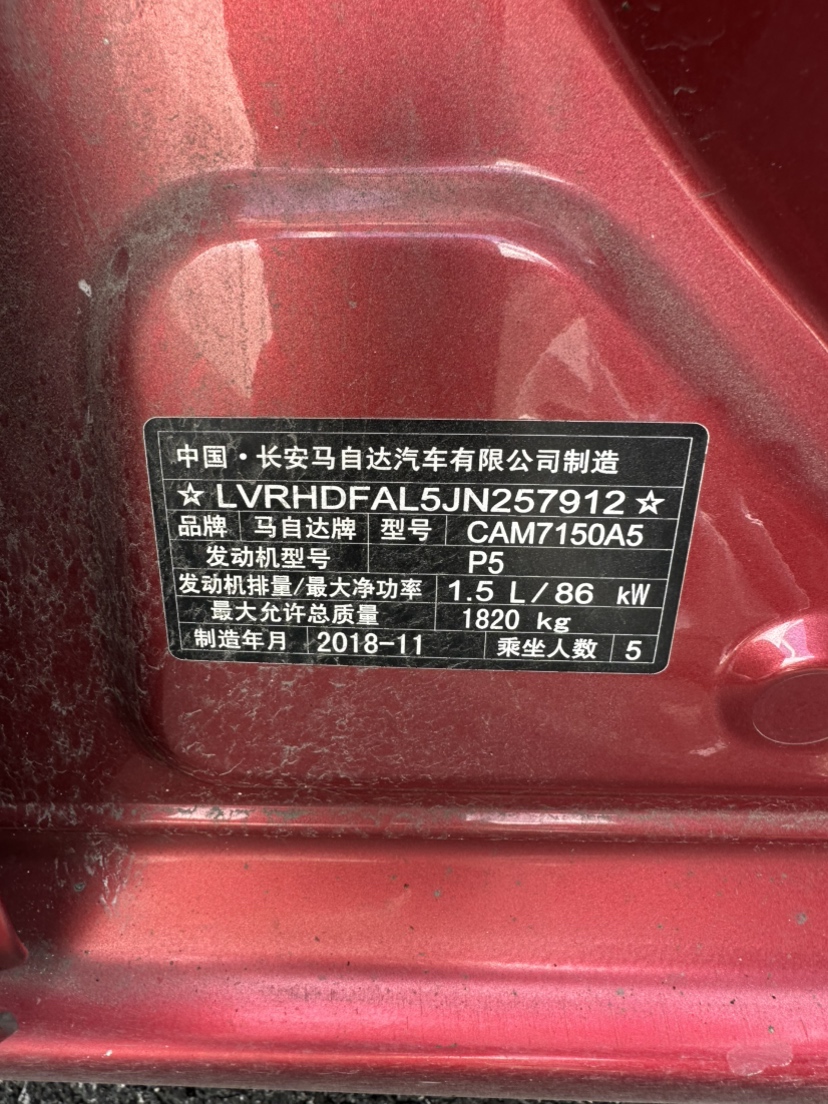 中国·长安马自达汽车有限公司制造
☆LVRHDFAL5JN257912☆
品牌 马自达牌 型号 CAM7150A5
发动机型号 P5
发动机排量/最大净功率 1.5 L/86 kW
最大允许总质量 1820 kg
制造年月 2018-11 乘坐人数 5